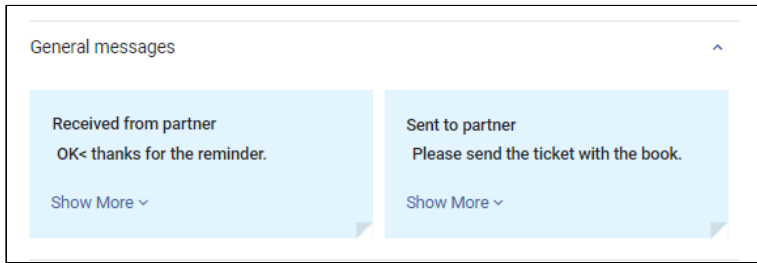 General messages
Received from partner
OK< thanks for the reminder.
Show More
Sent to partner
Please send the ticket with the book.
Show More